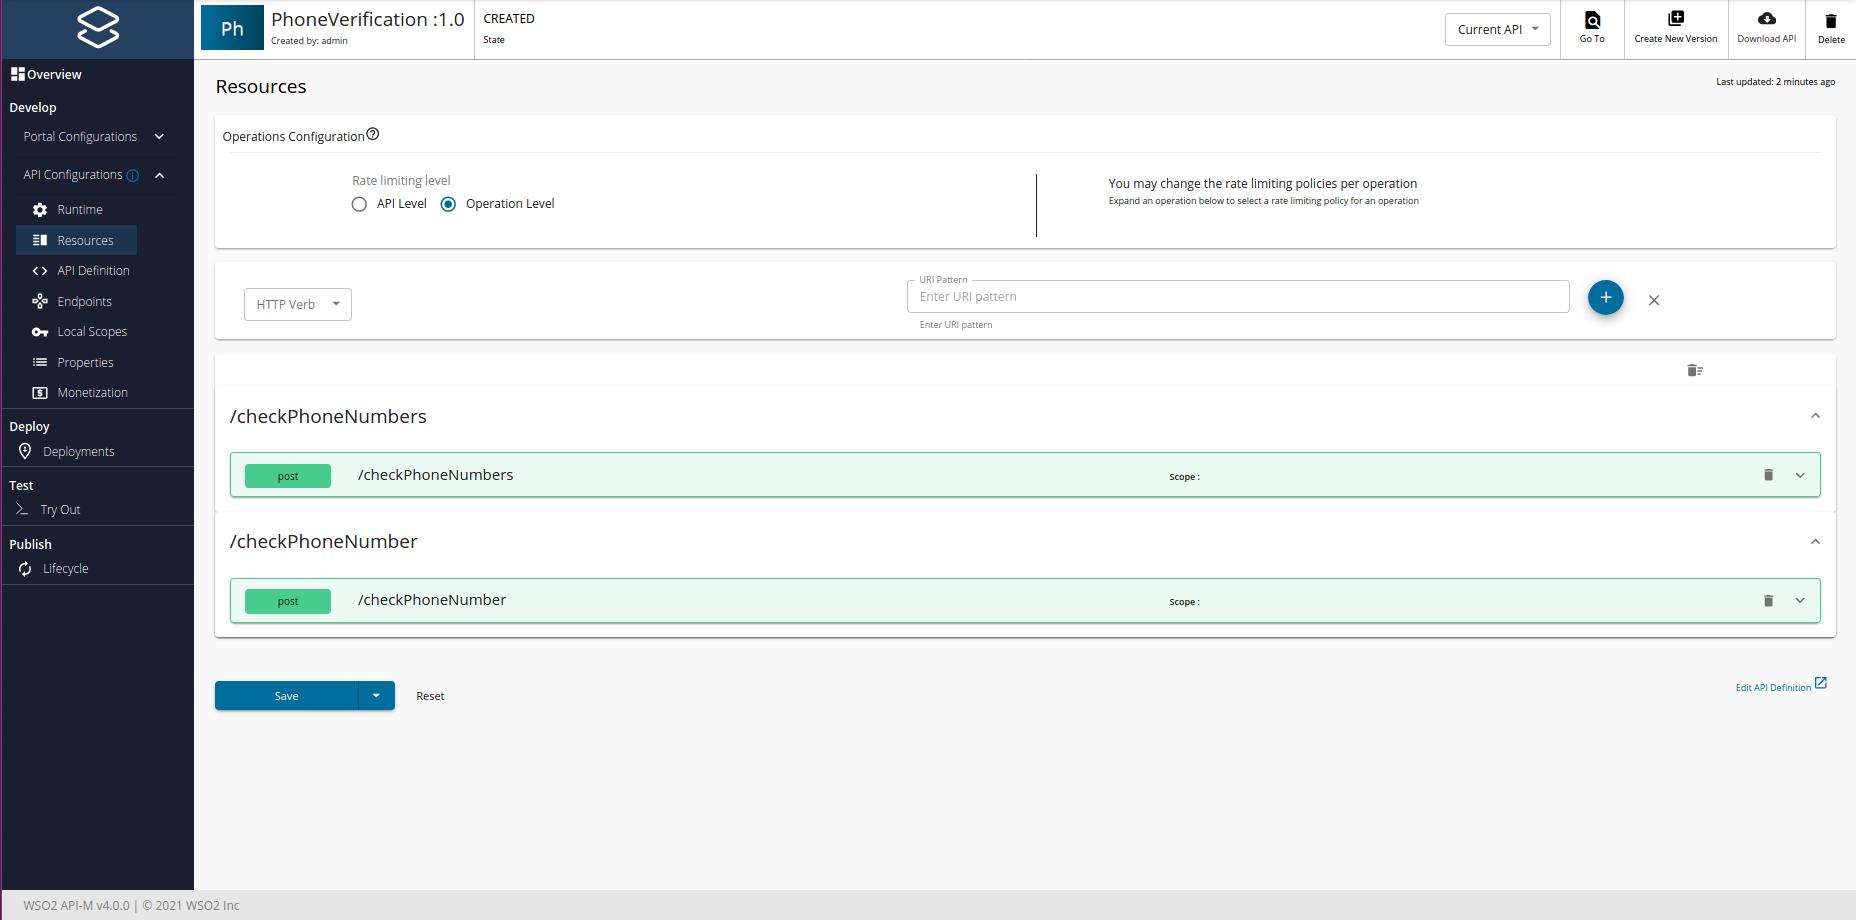 Ph
PhoneVerification :1.0
Created by: admin
CREATED
State
Current API
Go To
Create New Version
Download API
Delete
Overview
Develop
Portal Configurations
API Configurations
Runtime
Resources
API Definition
Endpoints
Local Scopes
Properties
Monetization
Deploy
Deployments
Test
Try Out
Publish
Lifecycle
Resources
Last updated: 2 minutes ago
Operations Configuration
Rate limiting level
API Level
Operation Level
You may change the rate limiting policies per operation
Expand an operation below to select a rate limiting policy for an operation
HTTP Verb
URI Pattern
Enter URI pattern
Enter URI pattern
/checkPhoneNumbers
post /checkPhoneNumbers Scope :
/checkPhoneNumber
post /checkPhoneNumber Scope :
Save
Reset
Edit API Definition
WSO2 API-M v4.0.0 | © 2021 WSO2 Inc